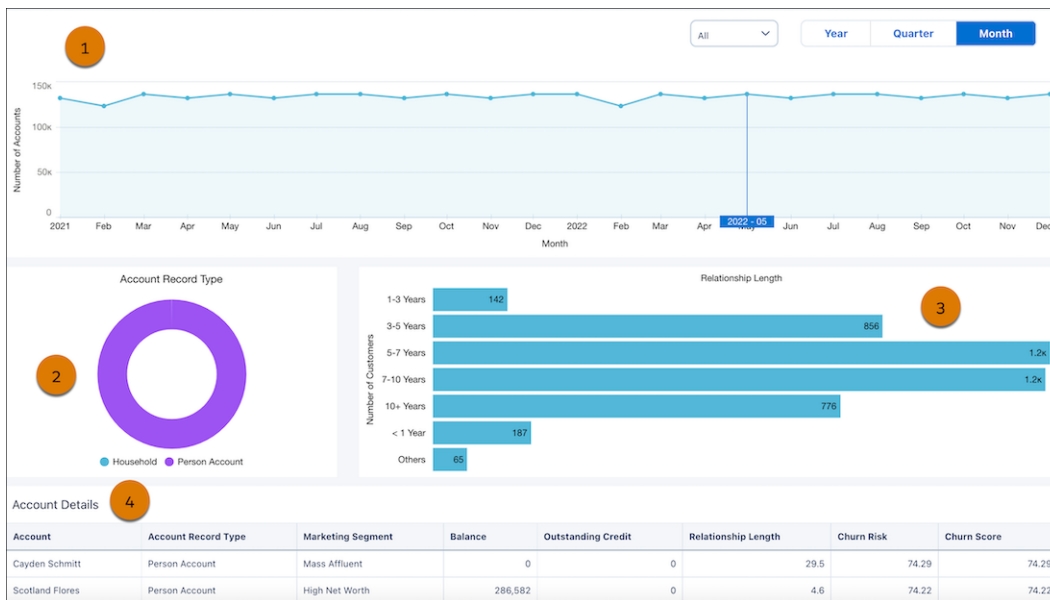 1
All
Year
Quarter
Month
Number of Accounts
150K
100K
50K
0
2021 Feb Mar Apr May Jun Jul Aug Sep Oct Nov Dec 2022 Feb Mar Apr 2022 - 05 Jun Jul Aug Sep Oct Nov Dec
Month
Account Record Type
2
Household Person Account
Relationship Length
3
Number of Customers
1-3 Years 142
3-5 Years 856
5-7 Years 1.2K
7-10 Years 1.2K
10+ Years 776
< 1 Year 187
Others 65
Account Details
4
Account Account Record Type Marketing Segment Balance Outstanding Credit Relationship Length Churn Risk Churn Score
Cayden Schmitt Person Account Mass Affluent 0 0 29.5 74.29 74.29
Scotland Flores Person Account High Net Worth 286,582 0 4.6 74.22 74.22